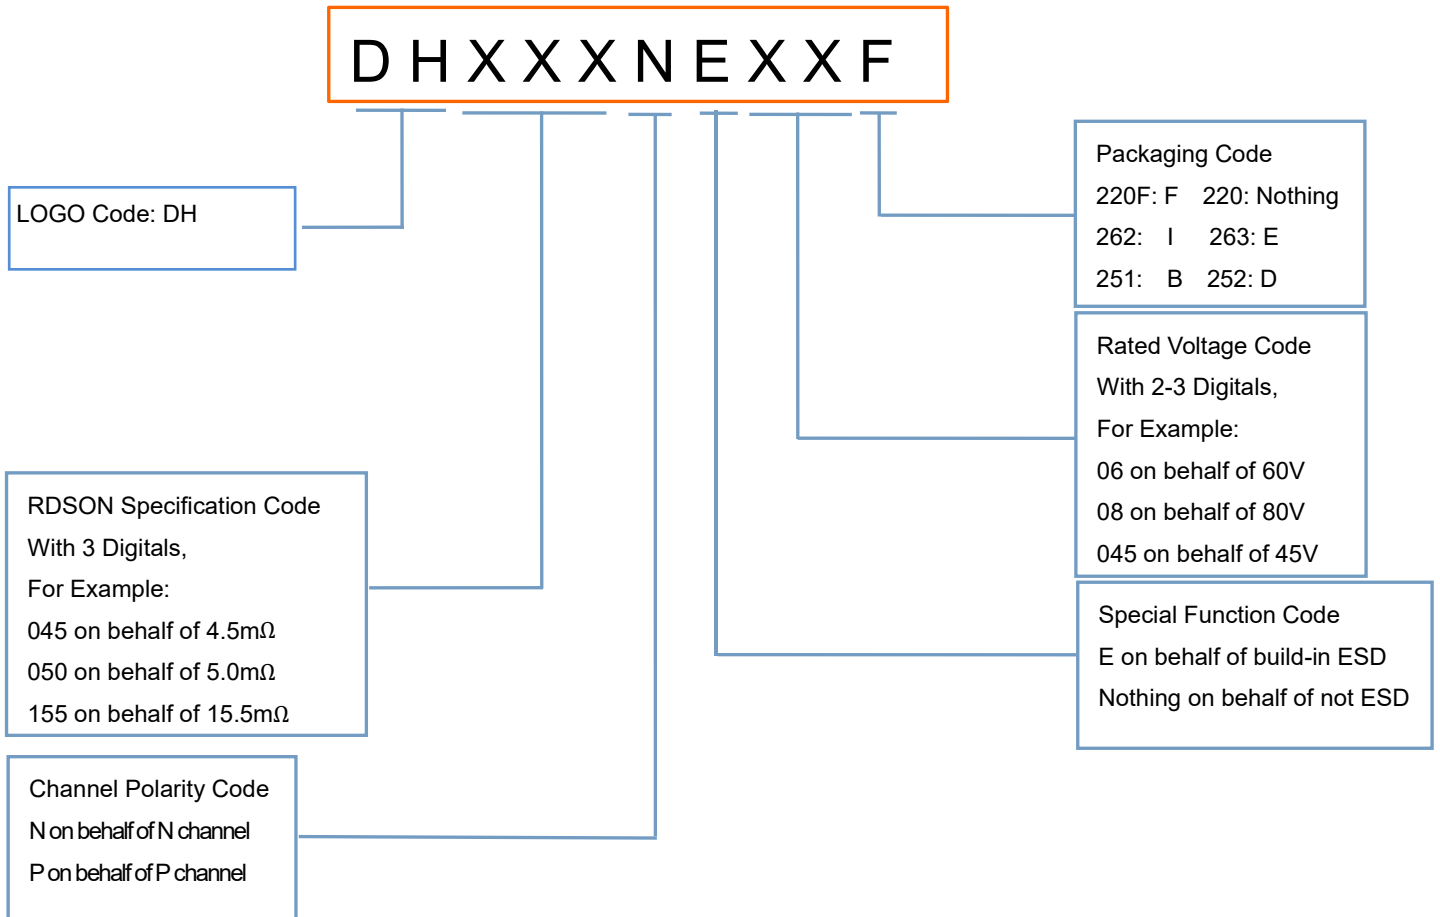 DHXXXNEXXF
LOGO Code: DH
Packaging Code
220F: F 220: Nothing
262: I 263: E
251: B 252: D
Rated Voltage Code
With 2-3 Digitals,
For Example:
06 on behalf of 60V
08 on behalf of 80V
045 on behalf of 45V
RDSON Specification Code
With 3 Digitals,
For Example:
045 on behalf of 4.5mΩ
050 on behalf of 5.0mΩ
155 on behalf of 15.5mΩ
Special Function Code
E on behalf of build-in ESD
Nothing on behalf of not ESD
Channel Polarity Code
N on behalf of N channel
P on behalf of P channel